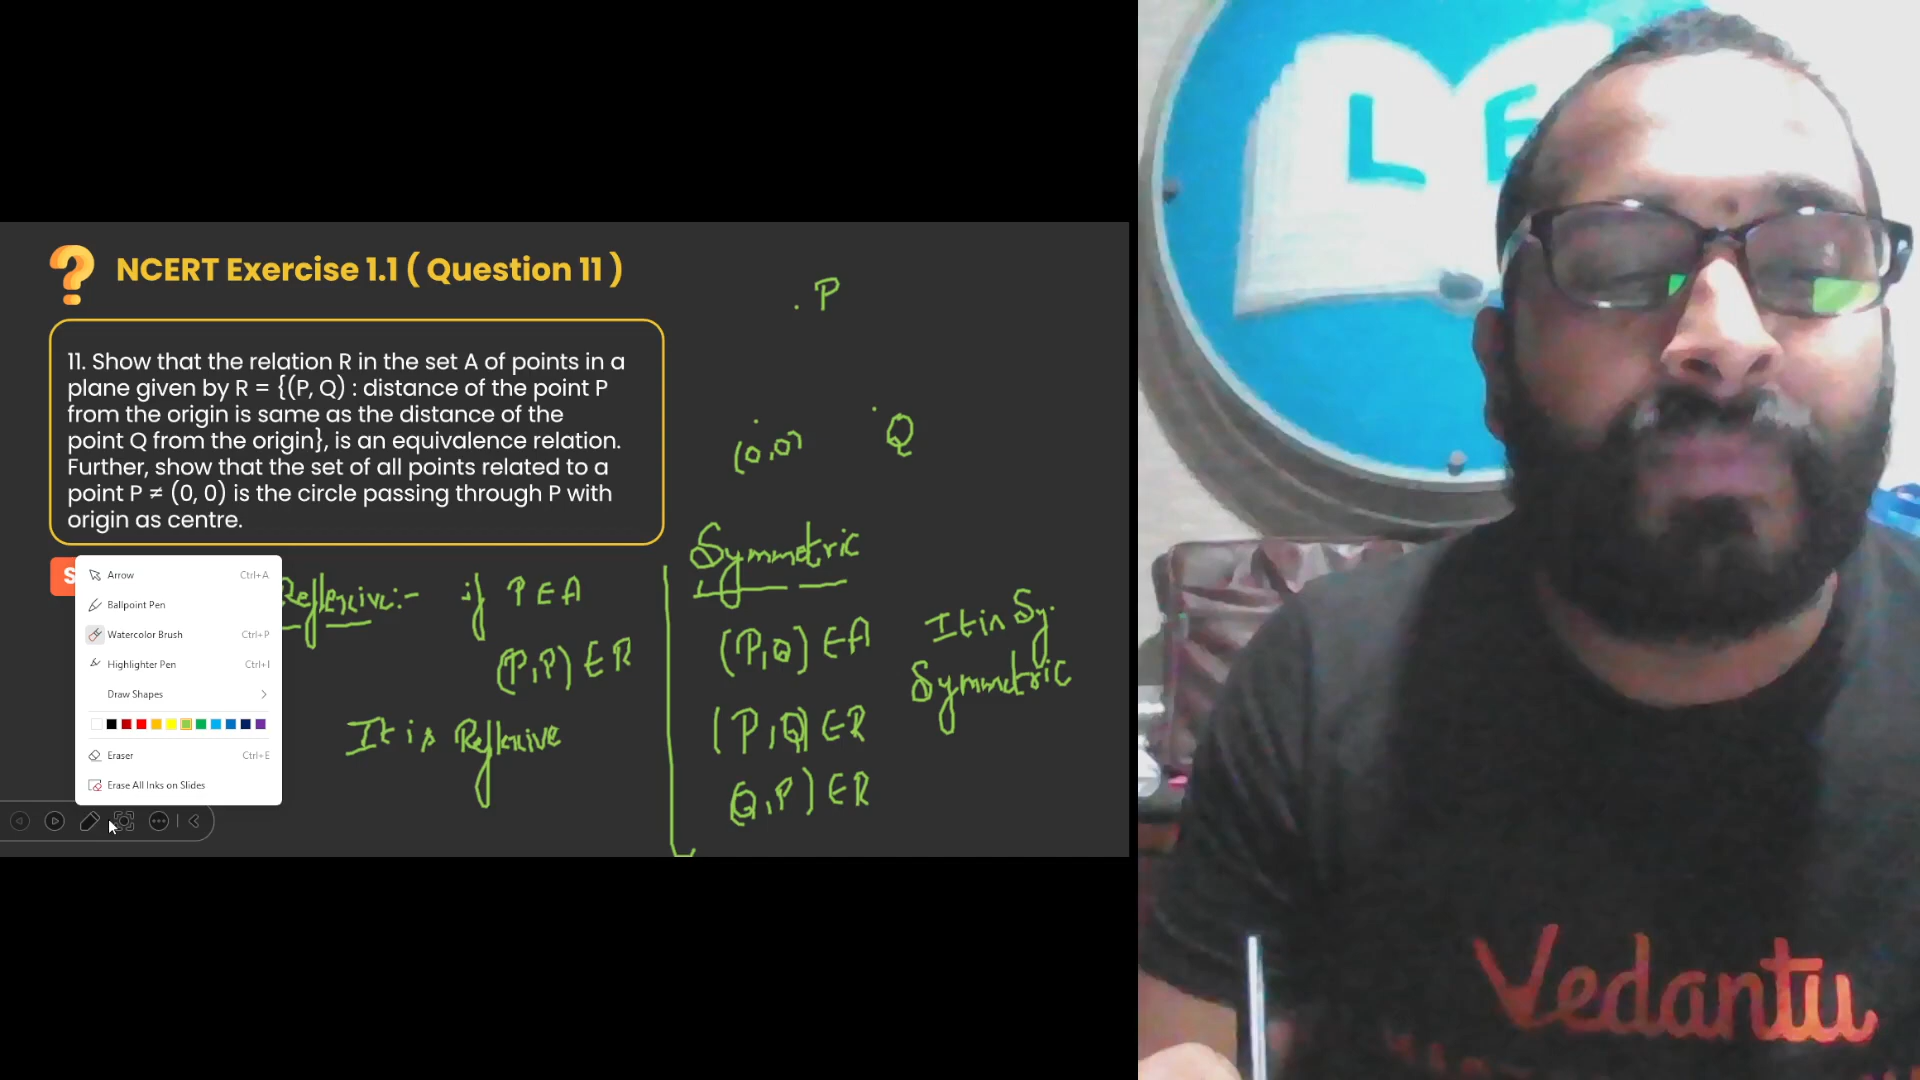 NCERT Exercise 1.1 ( Question 11 )
11. Show that the relation R in the set A of points in a
plane given by R = {(P, Q) : distance of the point P
from the origin is same as the distance of the
point Q from the origin}, is an equivalence relation.
Further, show that the set of all points related to a
point P ≠ (0, 0) is the circle passing through P with
origin as centre.
. P
(0,0)
Q
S
Arrow Ctrl+A
Ballpoint Pen
Watercolor Brush Ctrl+P
Highlighter Pen Ctrl+I
Draw Shapes
Eraser Ctrl+E
Erase All Inks on Slides
Reflexive:- if P ∈ A
(P,P) ∈ R
It is Reflexive
Symmetric
(P,Q) ∈ A
(P,Q) ∈ R
Q,P) ∈ R
It is Sy
Symmetric
L E
Vedantu